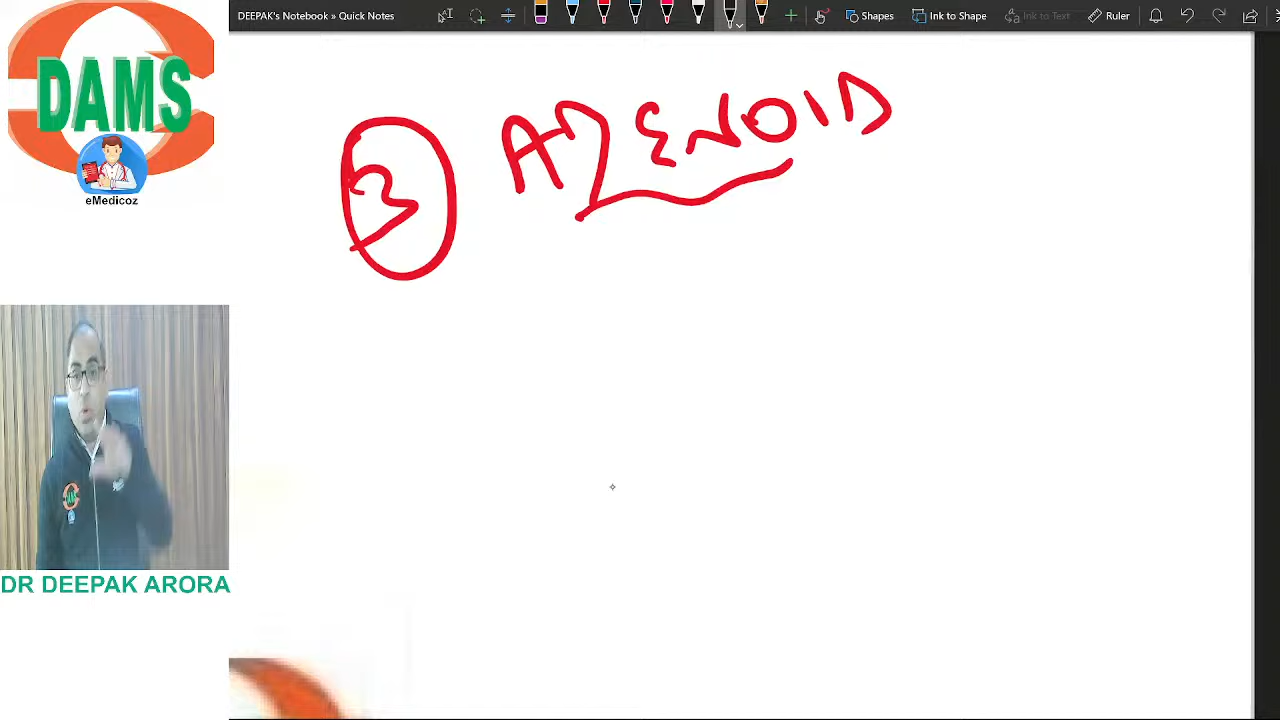 DEEPAK's Notebook » Quick Notes
Shapes
Ink to Shape
Ink to Text
Ruler
DAMS
eMedicoz
3 ADENOID
DR DEEPAK ARORA